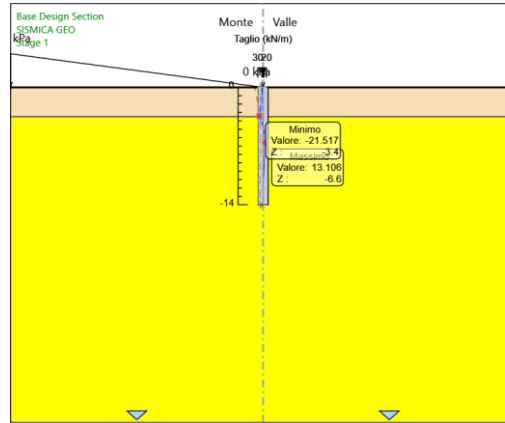 Base Design Section
SISMICA GEO
Stage 1
kPa
Monte Valle
Taglio (kN/m)
0
Minimo
Valore: -21.517
Z : -3.4
Massimo
Valore: 13.106
Z : -6.6
-14